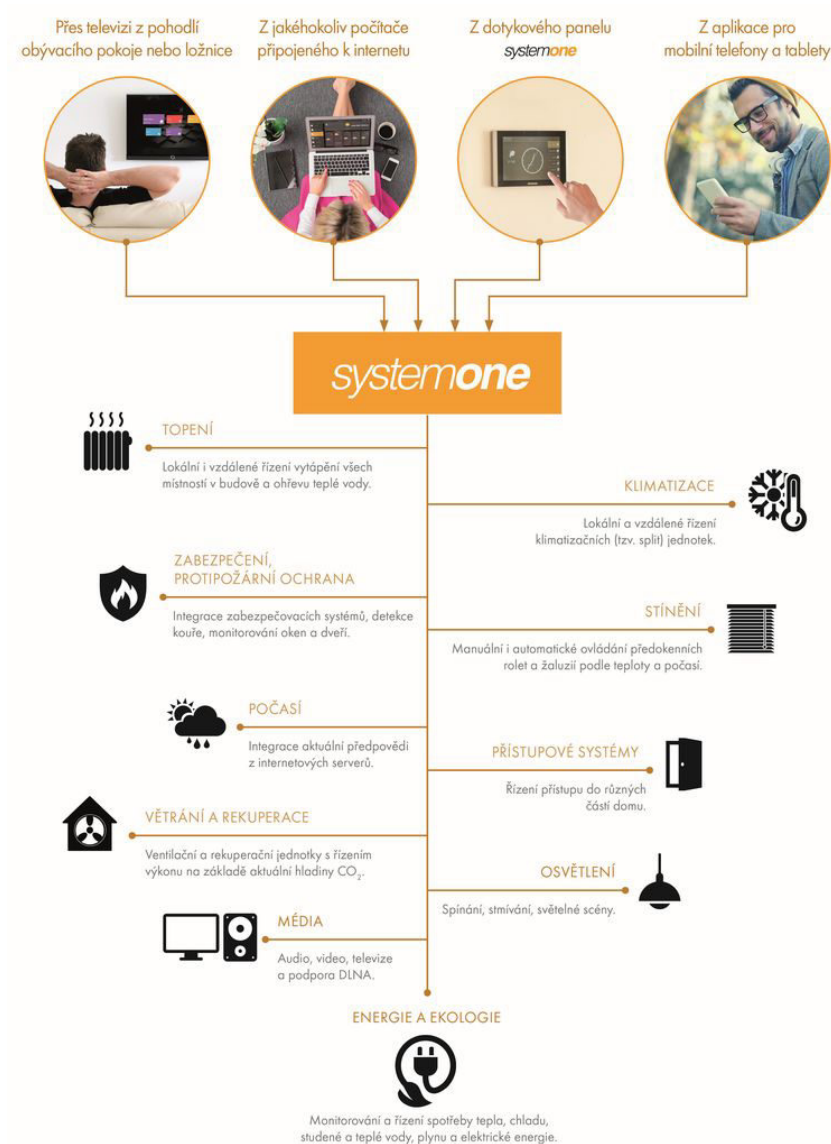 Přes televizi z pohodlí
obývacího pokoje nebo ložnice
Z jakéhokoliv počítače
připojeného k internetu
Z dotykového panelu
systemone
Z aplikace pro
mobilní telefony a tablety
systemone
TOPENÍ
Lokální i vzdálené řízení vytápění všech
místností v budově a ohřevu teplé vody.
KLIMATIZACE
Lokální a vzdálené řízení
klimatizačních (tzv. split) jednotek.
ZABEZPEČENÍ,
PROTIPOŽÁRNÍ OCHRANA
Integrace zabezpečovacích systémů, detekce
kouře, monitorování oken a dveří.
STÍNĚNÍ
Manuální i automatické ovládání předokenních
rolet a žaluzií podle teploty a počasí.
POČASÍ
Integrace aktuální předpovědi
z internetových serverů.
PŘÍSTUPOVÉ SYSTÉMY
Řízení přístupu do různých
částí domu.
VĚTRÁNÍ A REKUPERACE
Ventilační a rekuperační jednotky s řízením
výkonu na základě aktuální hladiny CO₂.
OSVĚTLENÍ
Spínání, stmívání, světelné scény.
MÉDIA
Audio, video, televize
a podpora DLNA.
ENERGIE A EKOLOGIE
Monitorování a řízení spotřeby tepla, chladu,
studené a teplé vody, plynu a elektrické energie.